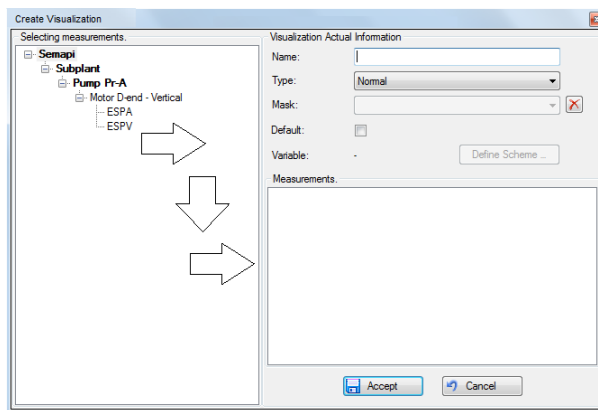 Create Visualization
Selecting measurements.
Semapi
Subplant
Pump Pr-A
Motor D-end - Vertical
ESPA
ESPV
Visualization Actual Information
Name:
Type: Normal
Mask:
Default:
Variable: - Define Scheme ...
Measurements.
Accept Cancel